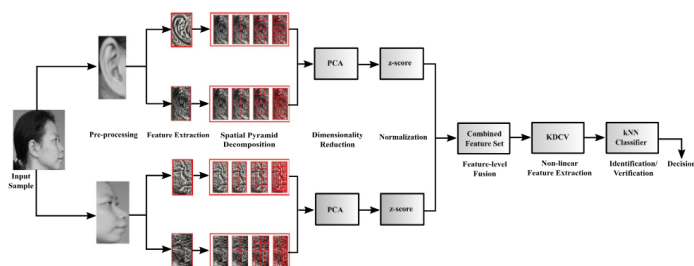 PCA
z-score
Pre-processing
Feature Extraction
Spatial Pyramid
Decomposition
Dimensionality
Reduction
Normalization
Input
Sample
Combined
Feature Set
KDCV
kNN
Classifier
Feature-level
Fusion
Non-linear
Feature Extraction
Identification/
Verification
Decision
PCA
z-score